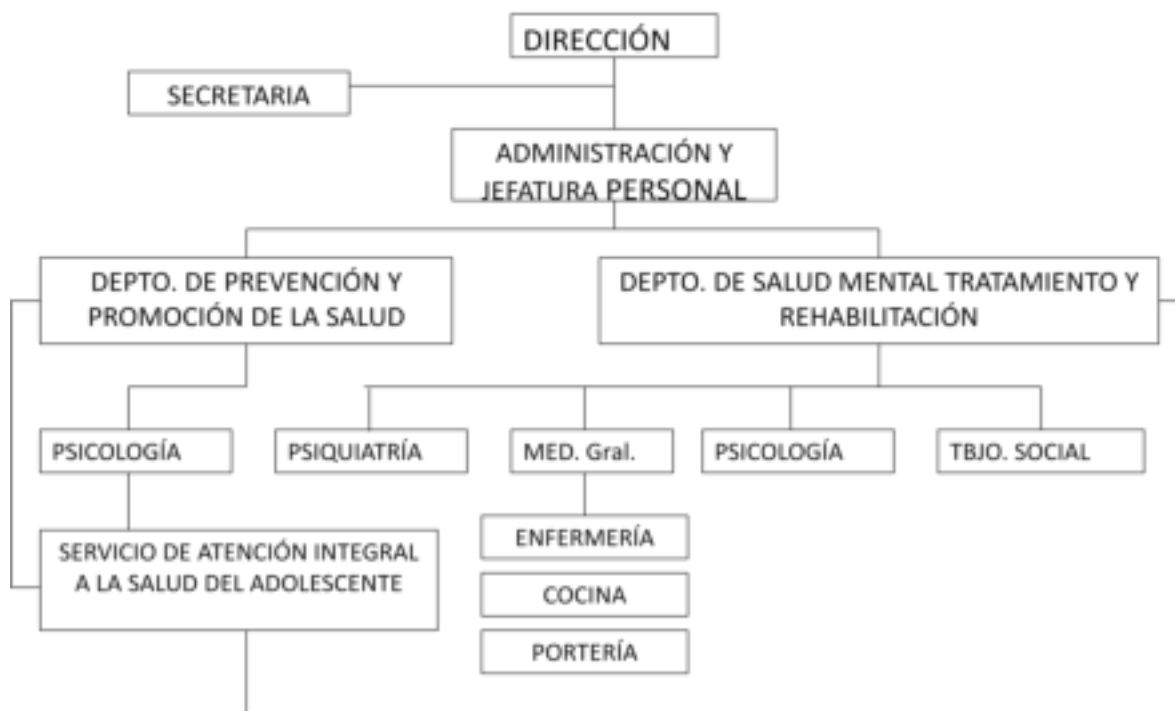 DIRECCIÓN
SECRETARIA
ADMINISTRACIÓN Y
JEFATURA PERSONAL
DEPTO. DE PREVENCIÓN Y
PROMOCIÓN DE LA SALUD
DEPTO. DE SALUD MENTAL TRATAMIENTO Y
REHABILITACIÓN
PSICOLOGÍA
PSIQUIATRÍA
MED. Gral.
PSICOLOGÍA
TBJO. SOCIAL
SERVICIO DE ATENCIÓN INTEGRAL
A LA SALUD DEL ADOLESCENTE
ENFERMERÍA
COCINA
PORTERÍA